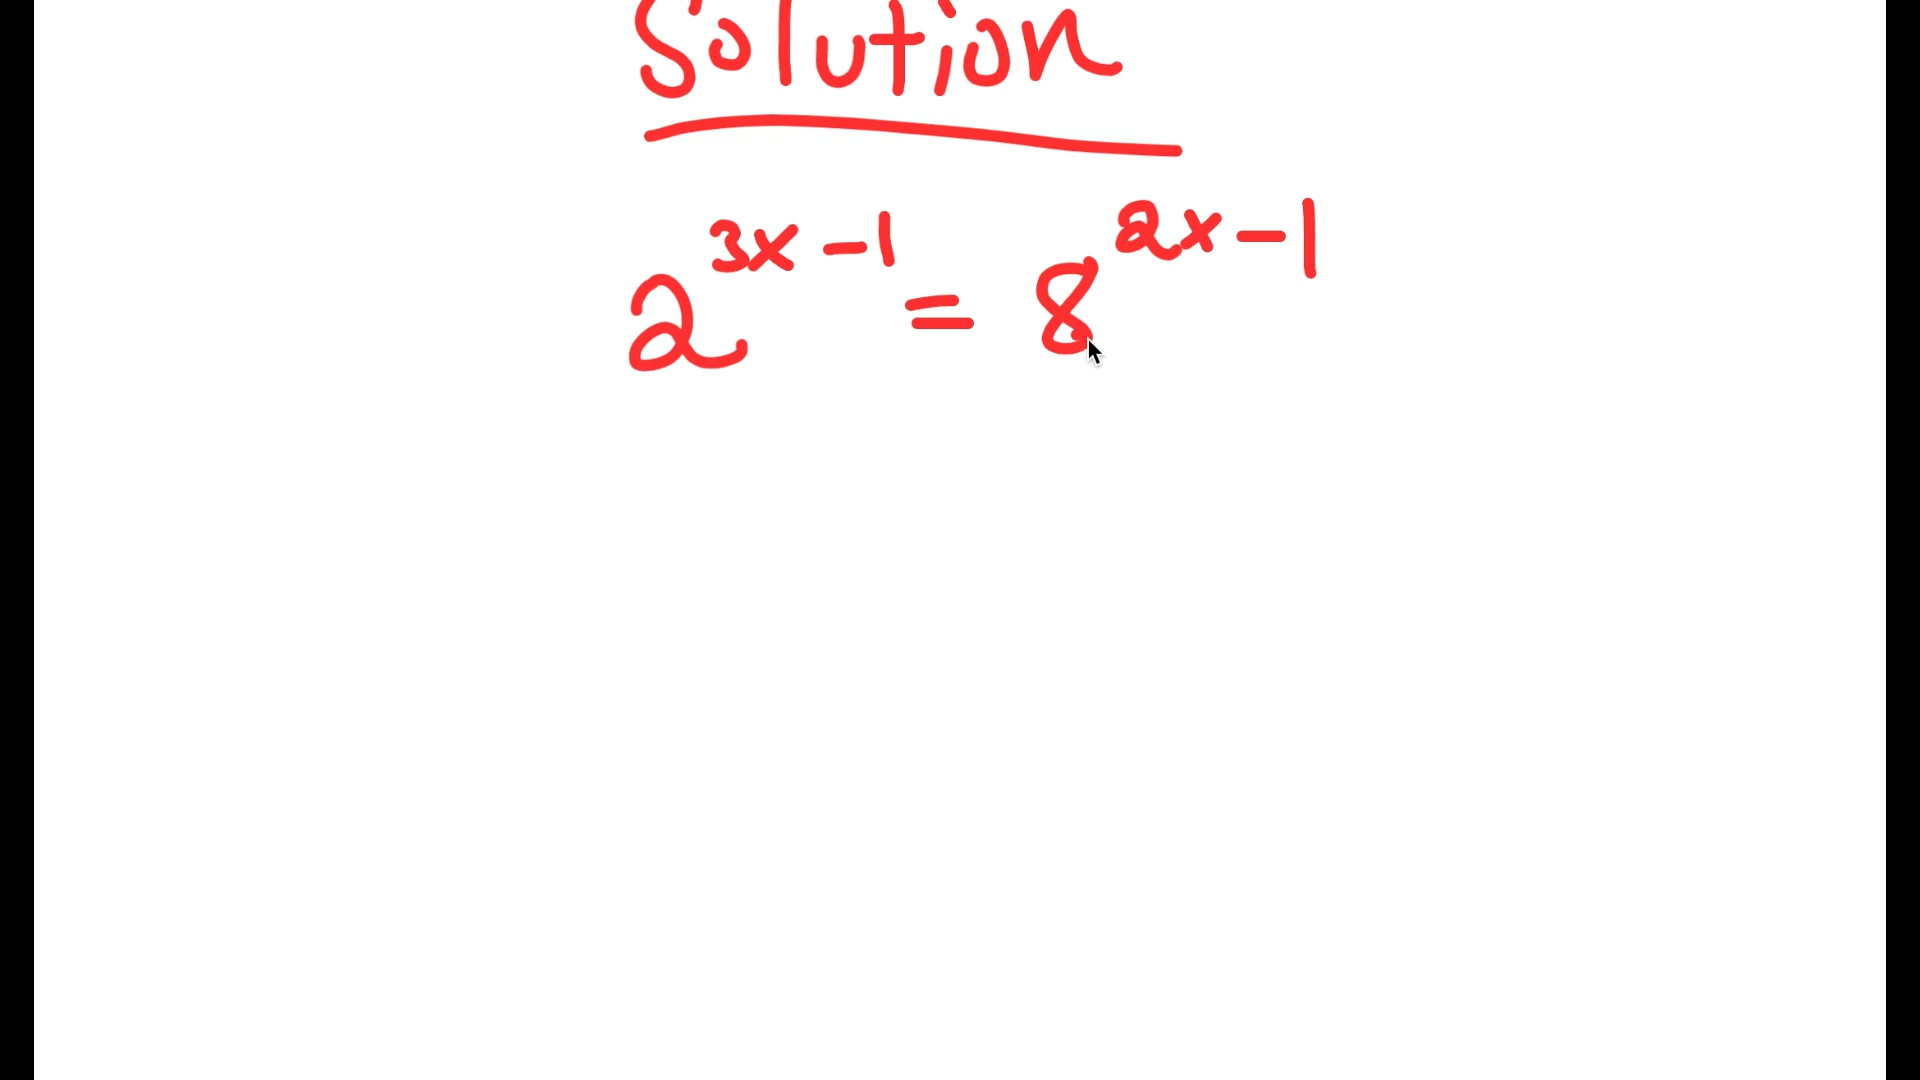 Solution
2^{3x-1} = 8^{2x-1}